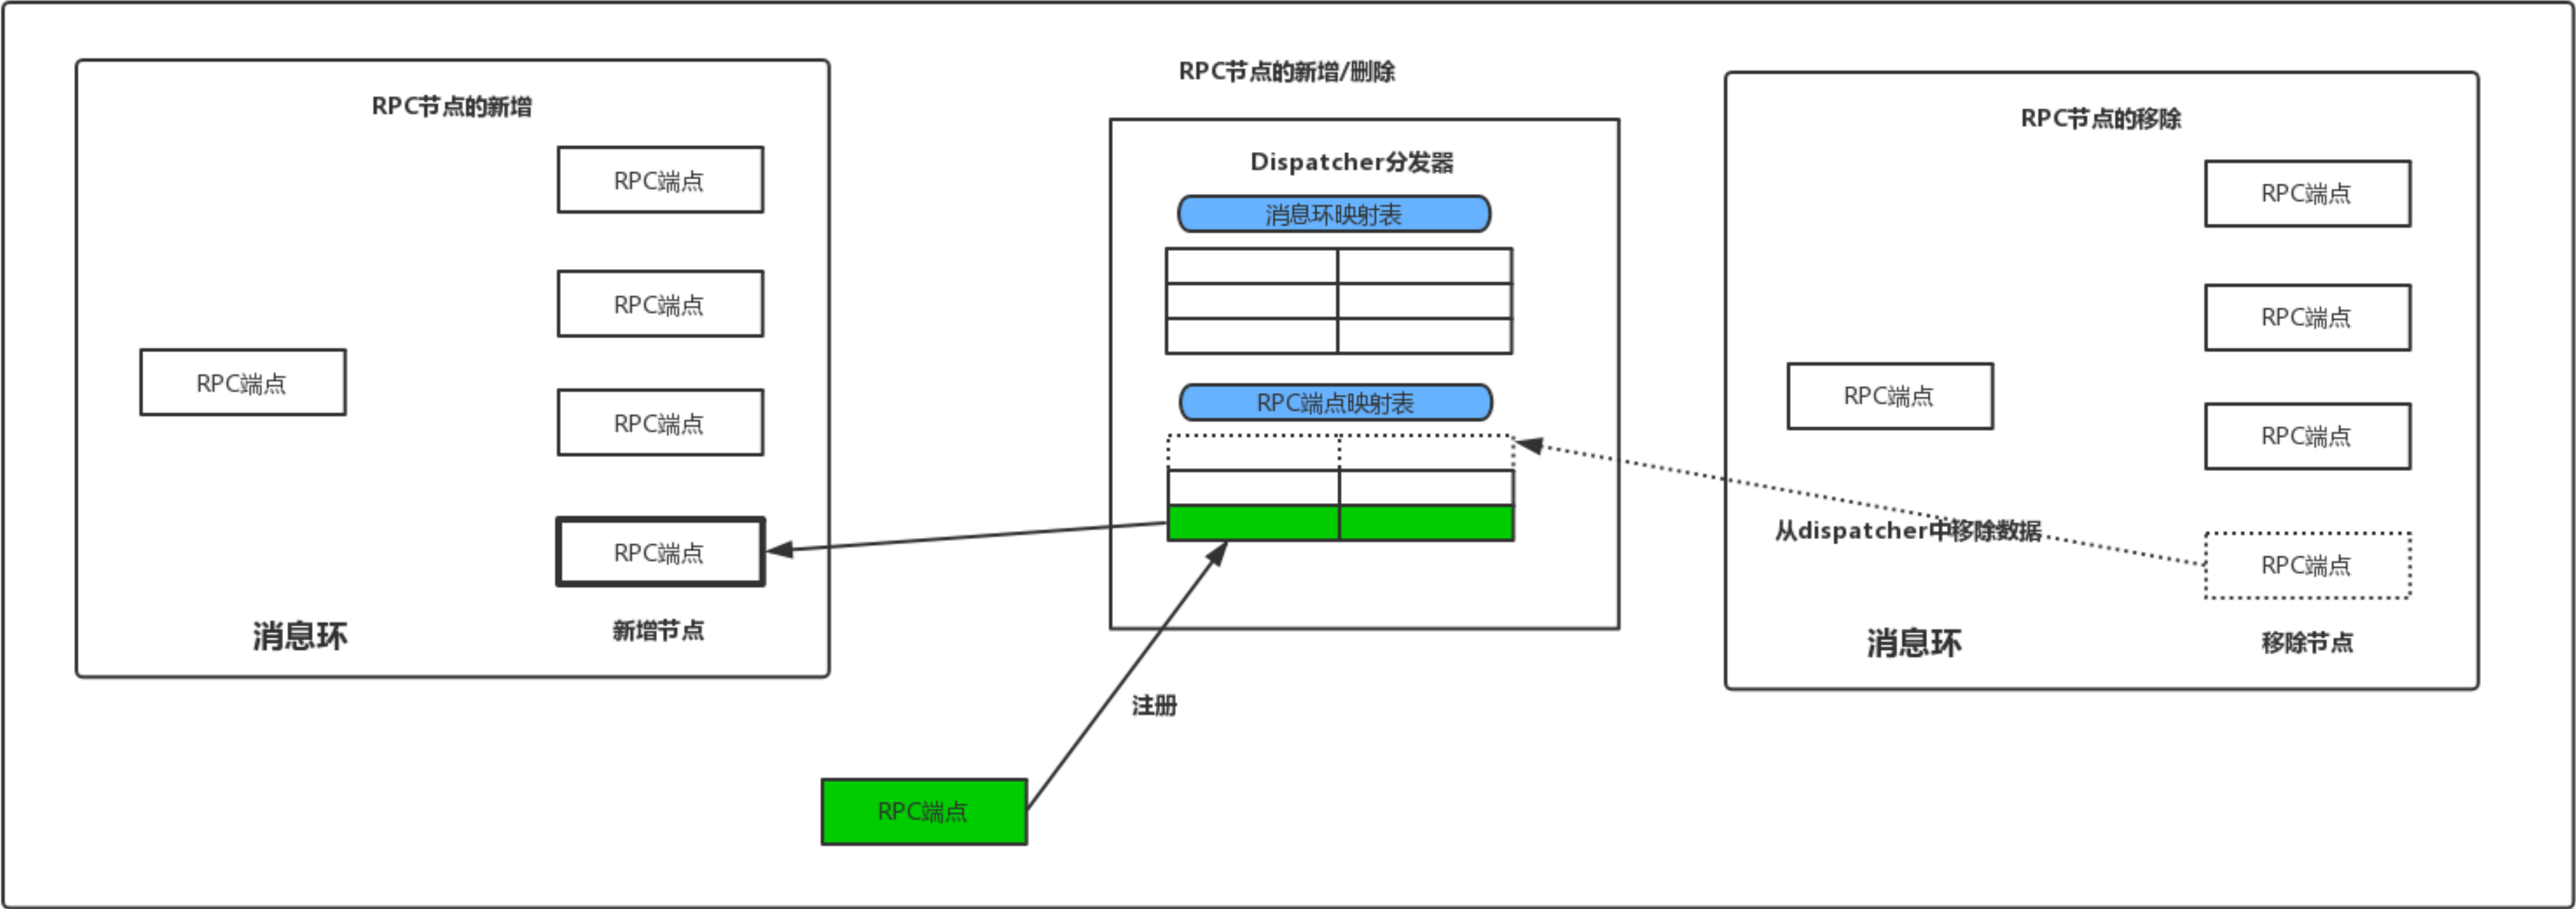 RPC节点的新增/删除
RPC节点的新增
RPC端点
RPC端点
RPC端点
RPC端点
RPC端点
消息环
新增节点
Dispatcher分发器
消息环映射表
RPC端点映射表
注册
RPC端点
RPC节点的移除
RPC端点
RPC端点
RPC端点
RPC端点
从dispatcher中移除数据
RPC端点
消息环
移除节点